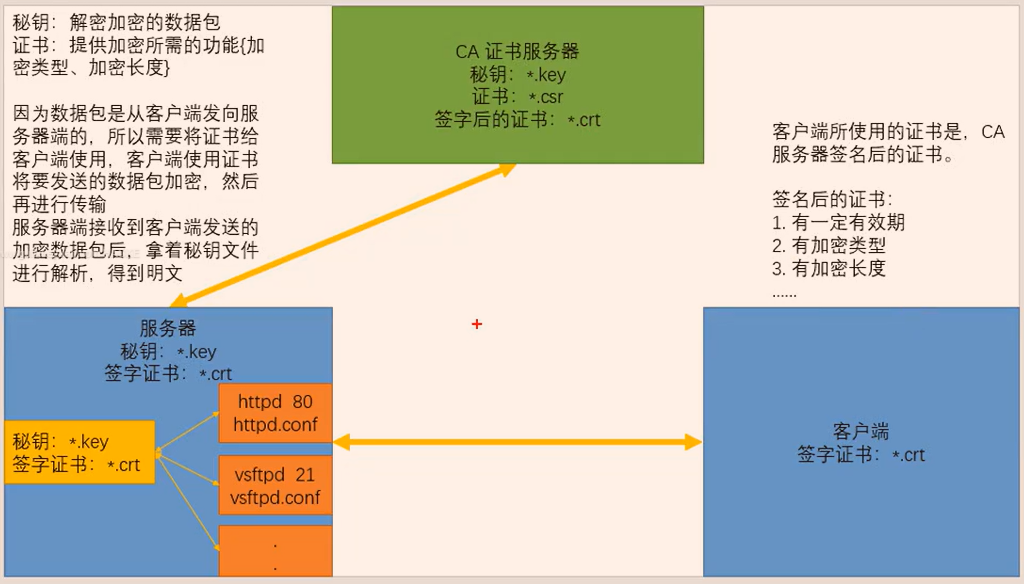 秘钥：解密加密的数据包
证书：提供加密所需的功能{加
密类型、加密长度}
因为数据包是从客户端发向服
务器端的，所以需要将证书给
客户端使用，客户端使用证书
将要发送的数据包加密，然后
再进行传输
服务器端接收到客户端发送的
加密数据包后，拿着秘钥文件
进行解析，得到明文
CA 证书服务器
秘钥：*.key
证书：*.csr
签字后的证书：*.crt
客户端所使用的证书是，CA
服务器签名后的证书。
签名后的证书：
1. 有一定有效期
2. 有加密类型
3. 有加密长度
......
服务器
秘钥：*.key
签字证书：*.crt
秘钥：*.key
签字证书：*.crt
httpd 80
httpd.conf
vsftpd 21
vsftpd.conf
.
.
客户端
签字证书：*.crt